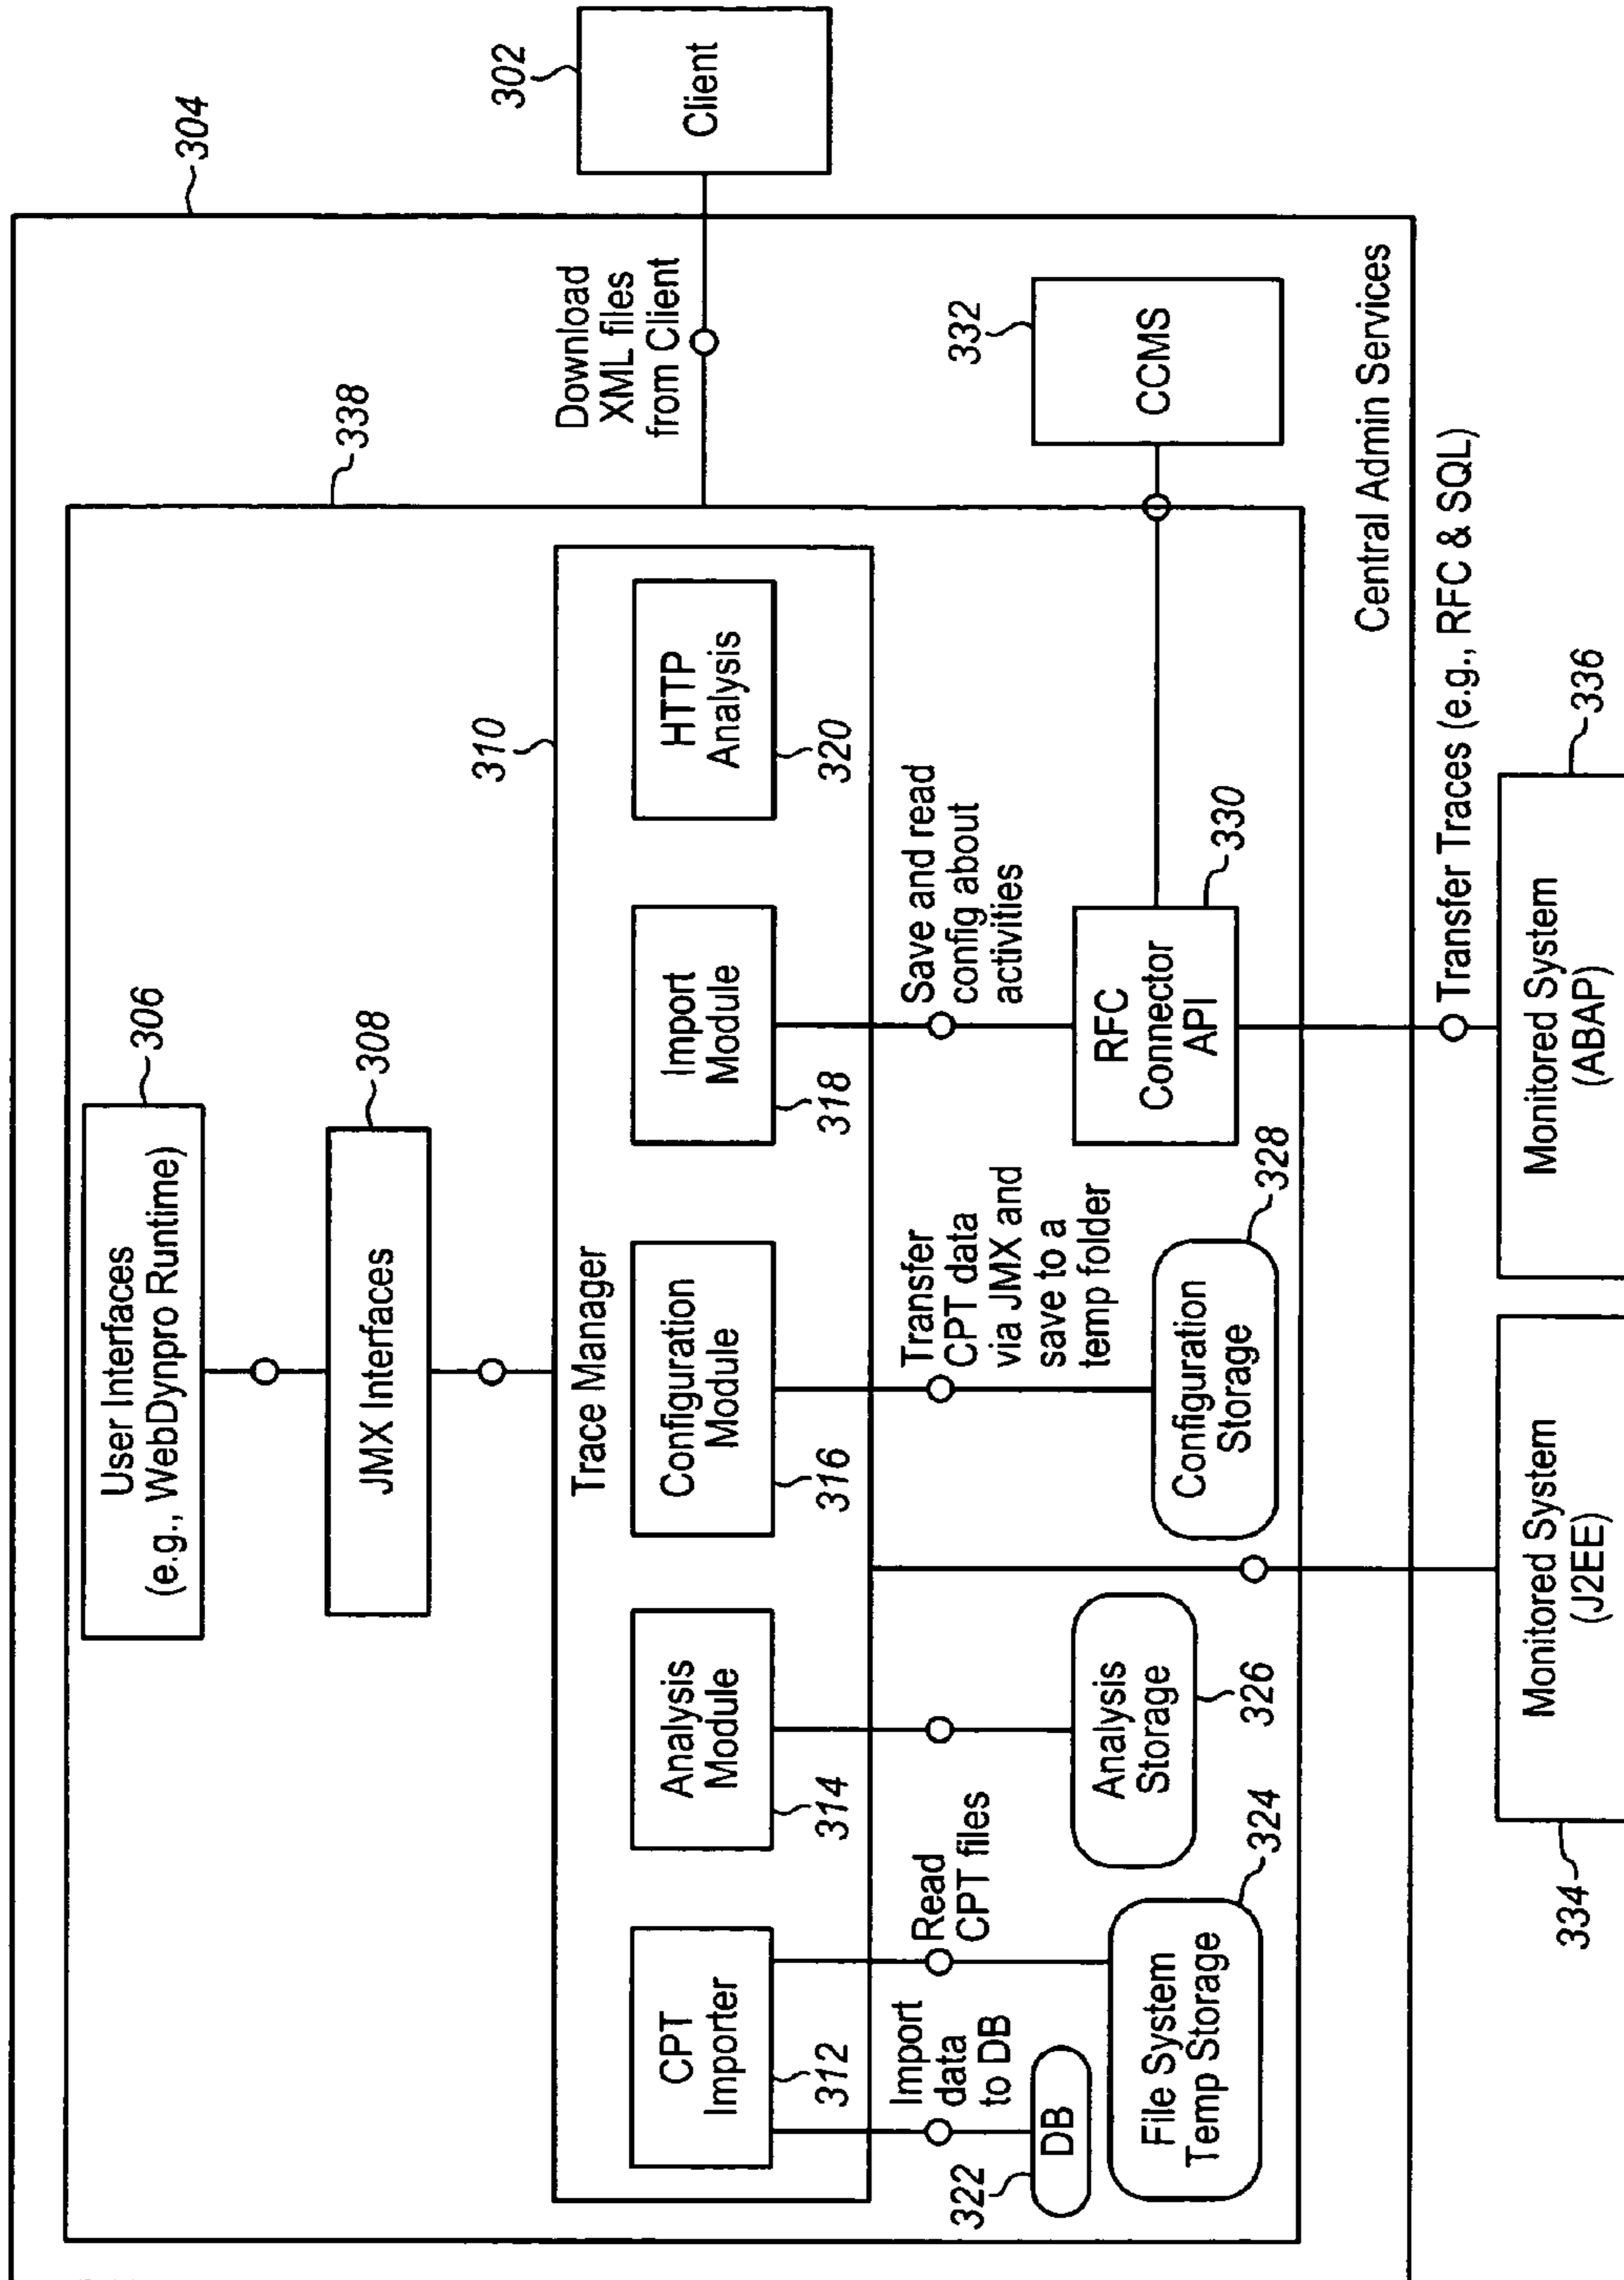 304
338
User Interfaces
(e.g., WebDynpro Runtime)
306
JMX Interfaces
308
310
Trace Manager
CPT
Importer
312
Analysis
Module
314
Configuration
Module
316
Import
Module
318
HTTP
Analysis
320
Download
XML files
from Client
302
Client
Import
data
to DB
Read
CPT files
Transfer
CPT data
via JMX and
save to a
temp folder
Save and read
config about
activities
322
DB
File System
Temp Storage
324
Analysis
Storage
326
Configuration
Storage
328
RFC
Connector
API
330
332
CCMS
Central Admin Services
Transfer Traces (e.g., RFC & SQL)
334
Monitored System
(J2EE)
Monitored System
(ABAP)
336